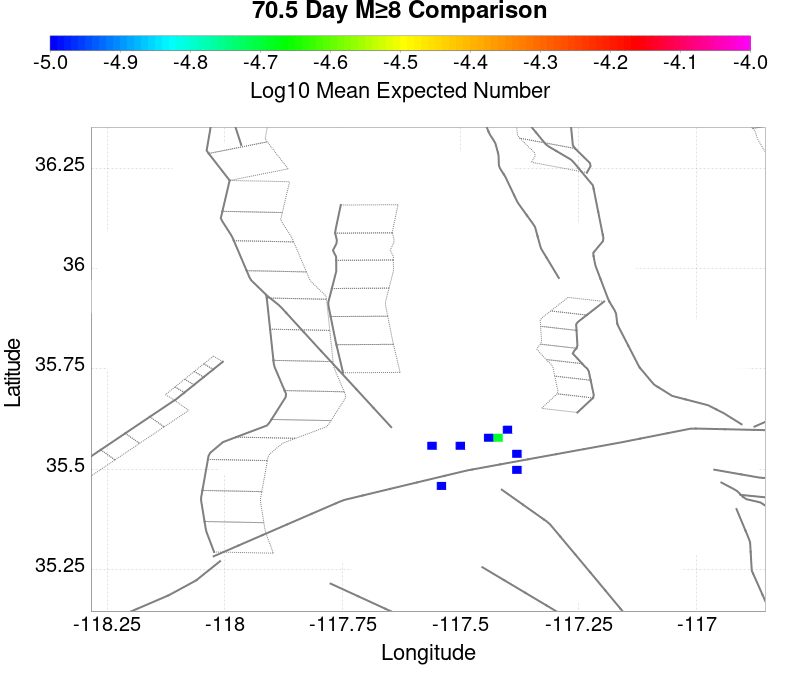 70.5 Day M≥8 Comparison
-5.0 -4.9 -4.8 -4.7 -4.6 -4.5 -4.4 -4.3 -4.2 -4.1 -4.0
Log10 Mean Expected Number
36.25
36
35.75
35.5
35.25
Latitude
-118.25 -118 -117.75 -117.5 -117.25 -117
Longitude